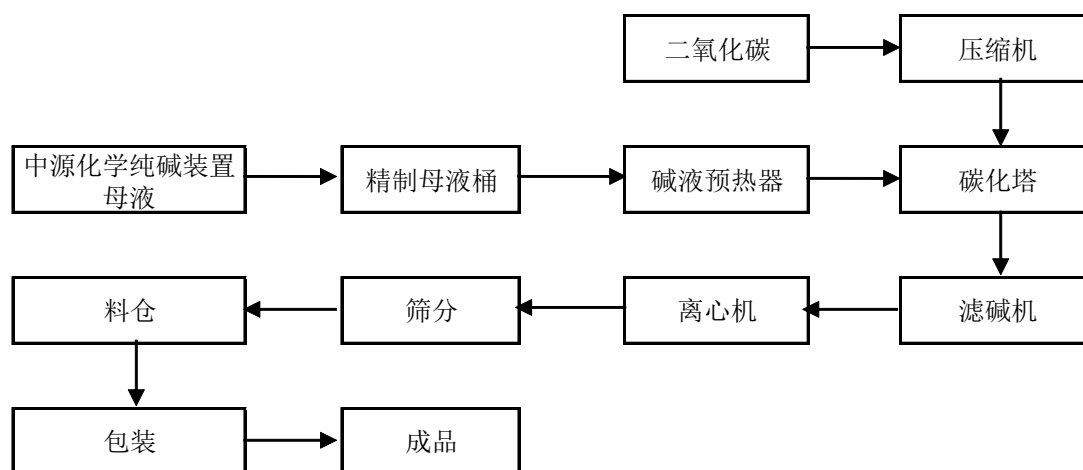 二氧化碳
压缩机
中源化学纯碱装置
母液
精制母液桶
碱液预热器
碳化塔
料仓
筛分
离心机
滤碱机
包装
成品